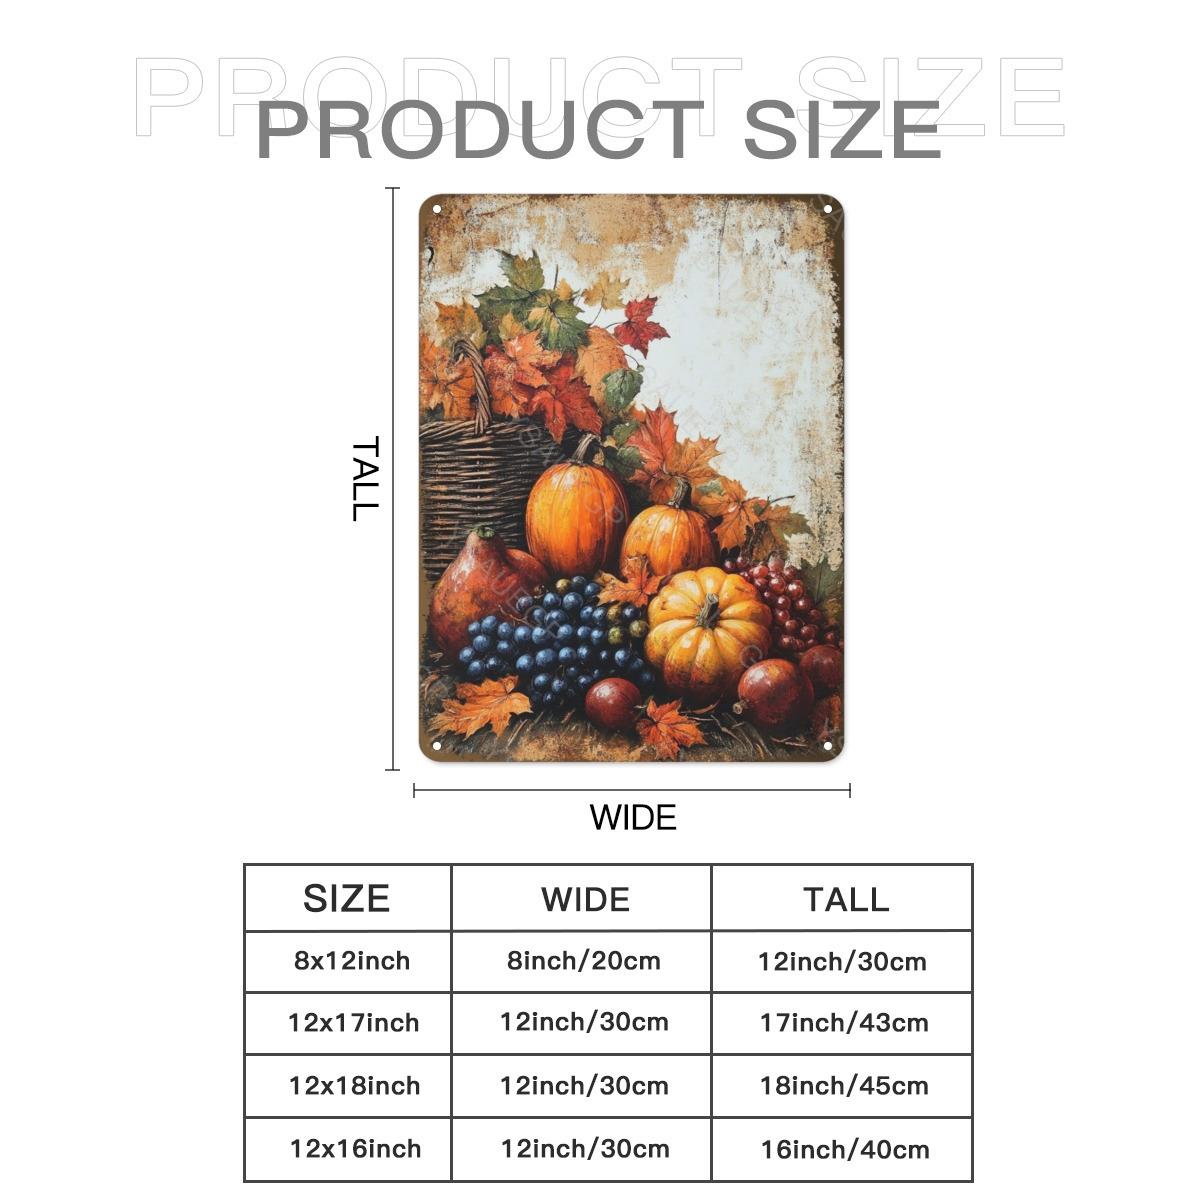 PRODUCT SIZE
PRODUCT SIZE
TALL
WIDE
SIZE WIDE TALL
8x12inch 8inch/20cm 12inch/30cm
12x17inch 12inch/30cm 17inch/43cm
12x18inch 12inch/30cm 18inch/45cm
12x16inch 12inch/30cm 16inch/40cm